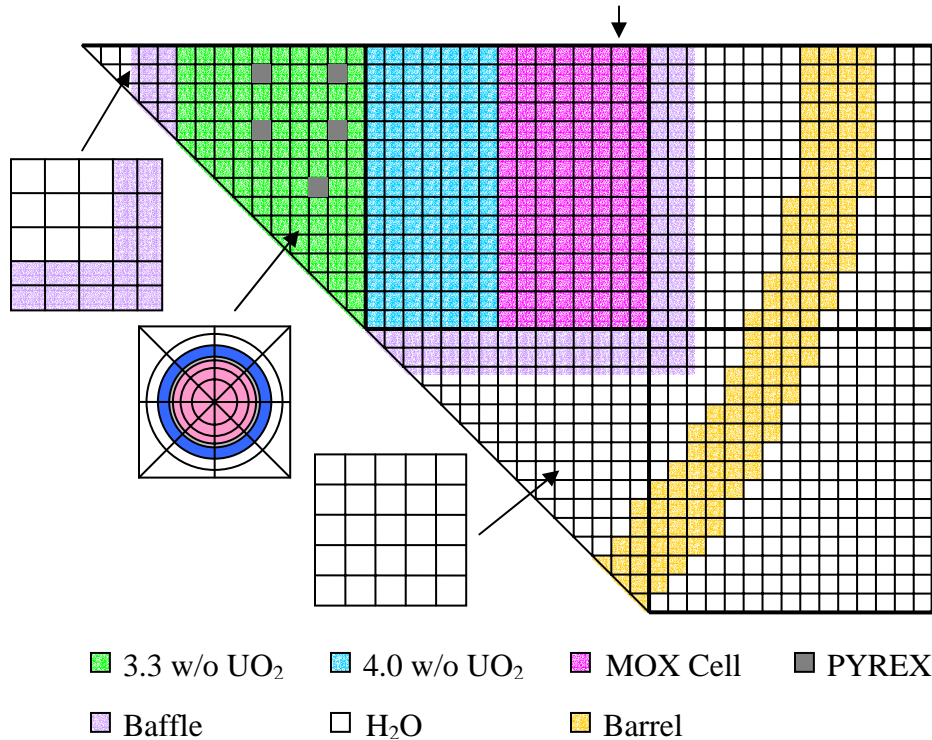 3.3 w/o UO₂ 4.0 w/o UO₂ MOX Cell PYREX
Baffle H₂O Barrel